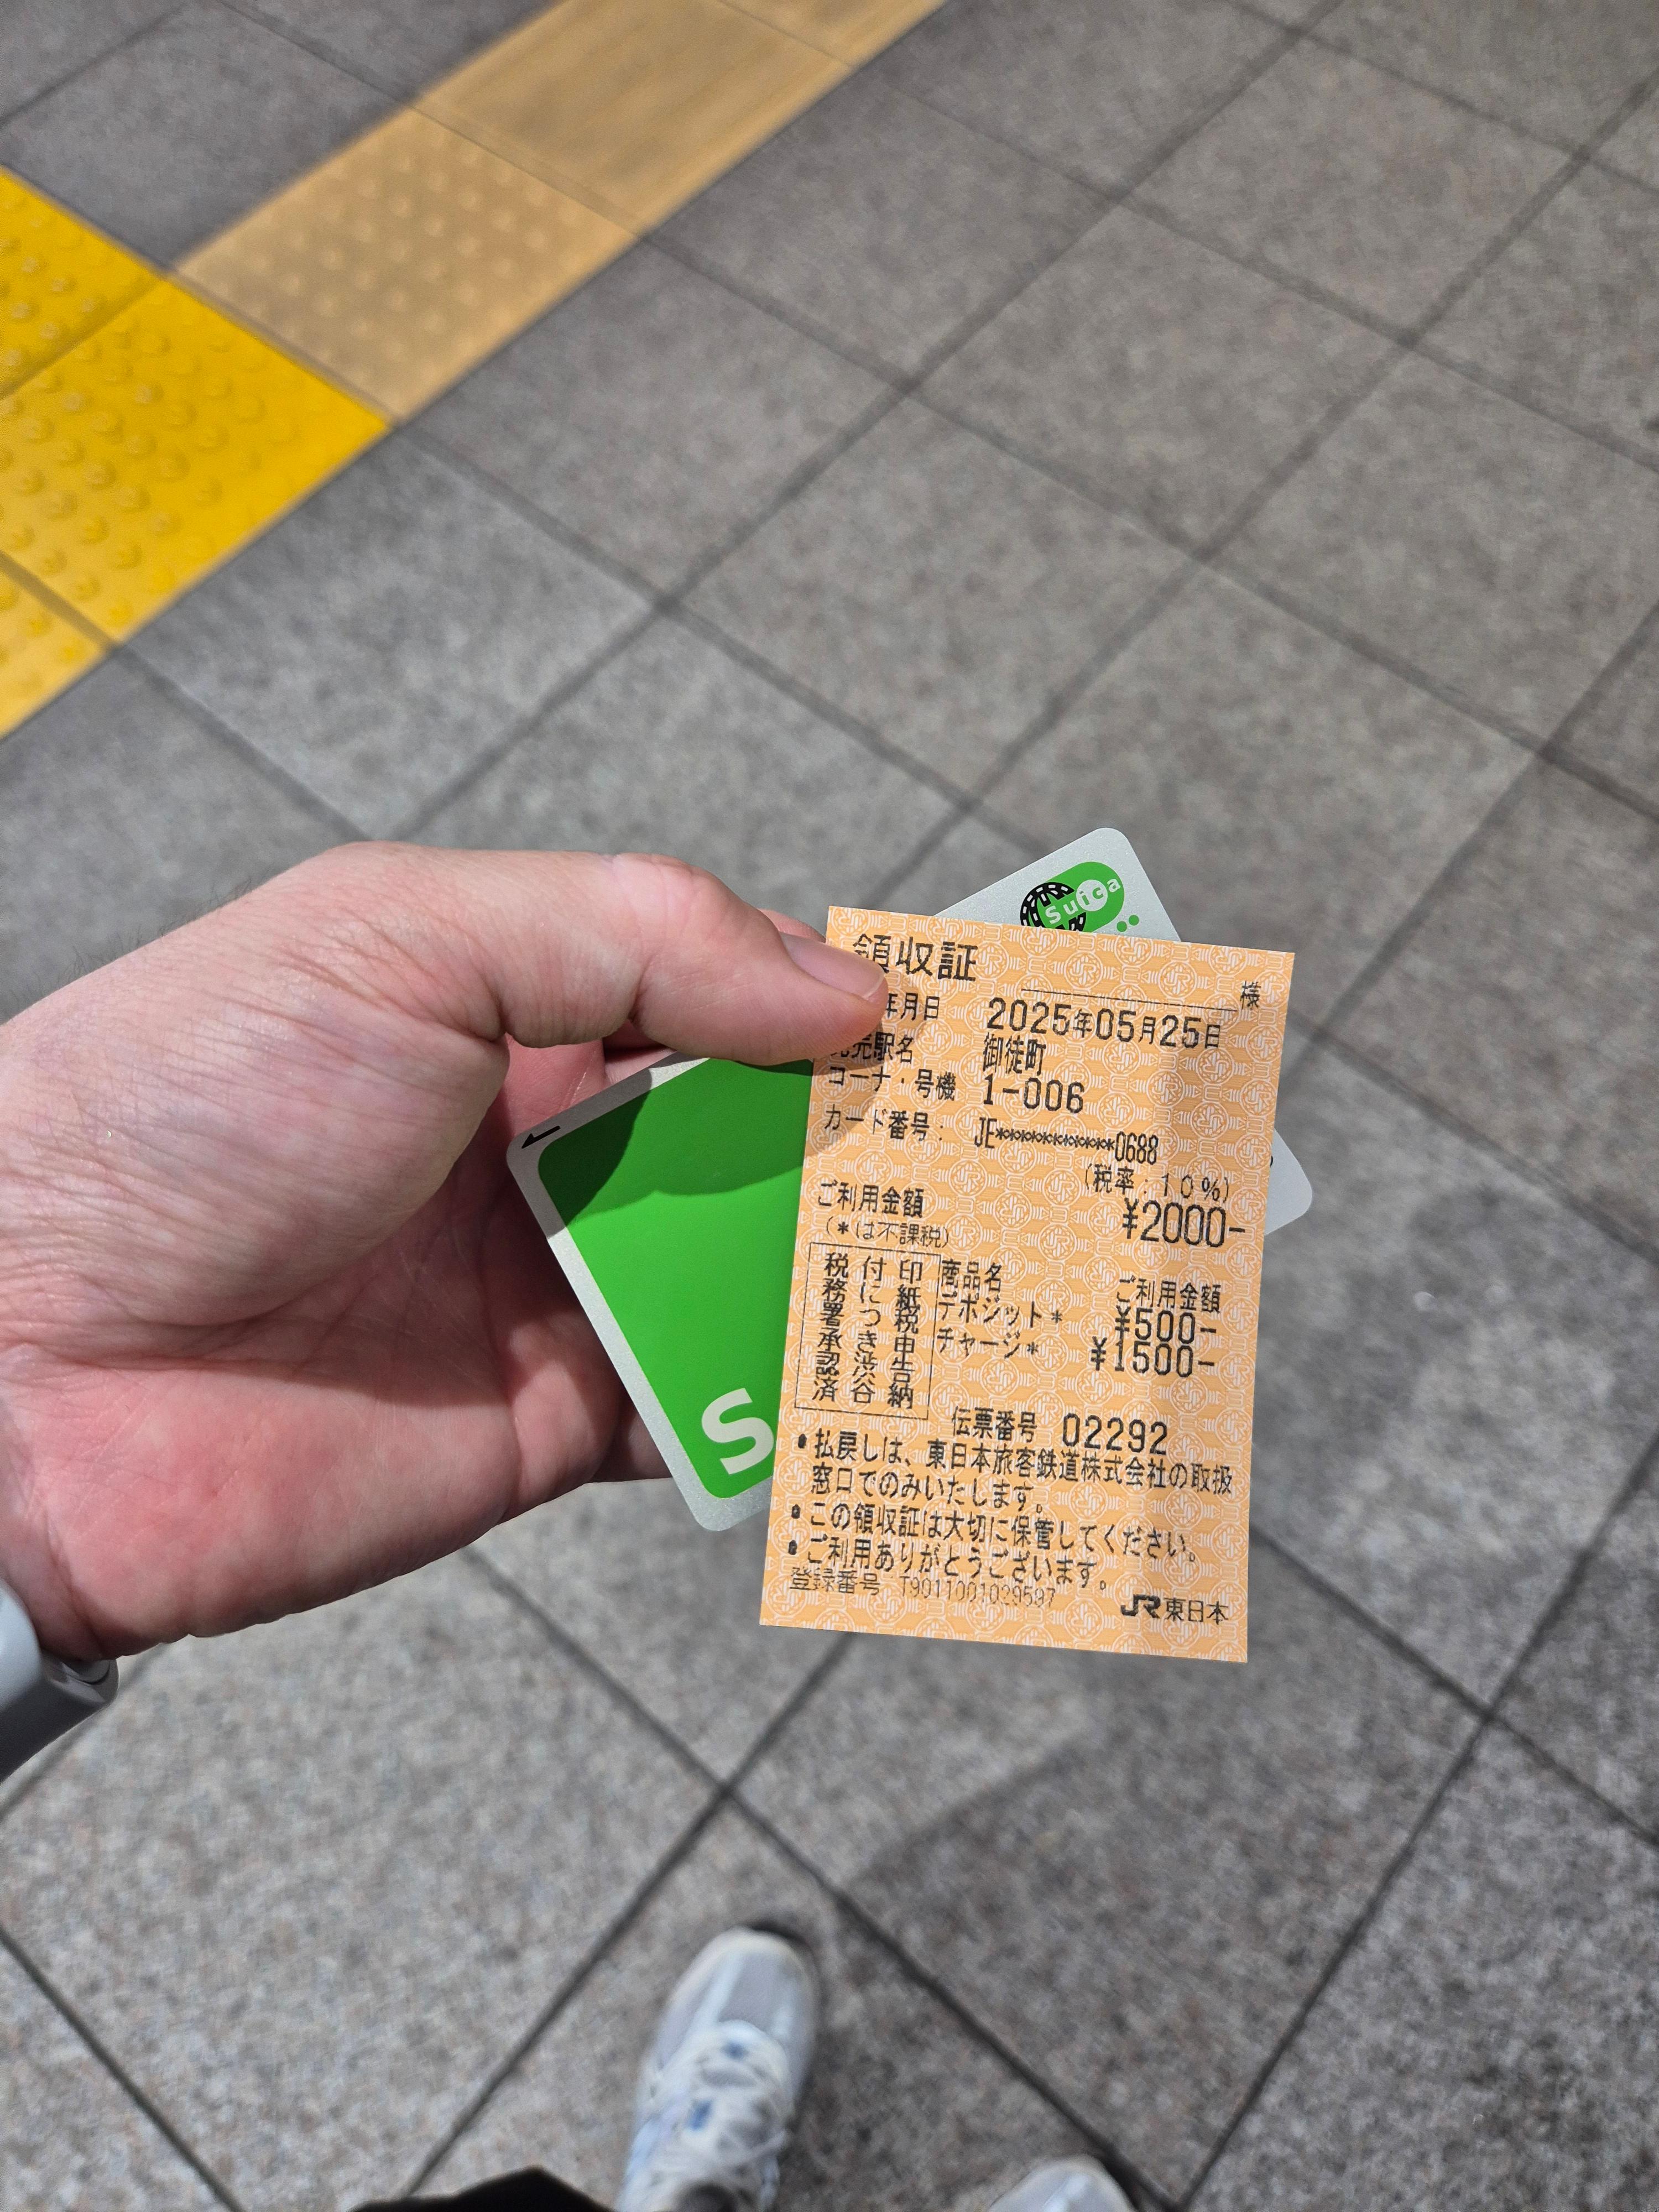 Suica
領収証
様
年月日 2025年05月25日
発売駅名 御徒町
コーナ・号機 1-006
カード番号: JE************0688
(税率:10%)
ご利用金額 ¥2000-
(*は不課税)
印紙税申告納
付につき渋谷
税務署承認済
商品名 ご利用金額
デポジット* ¥500-
チャージ* ¥1500-
伝票番号 02292
●払戻しは、東日本旅客鉄道株式会社の取扱
窓口でのみいたします。
●この領収証は大切に保管してください。
●ご利用ありがとうございます。
登録番号 T9011001029597
JR東日本
S